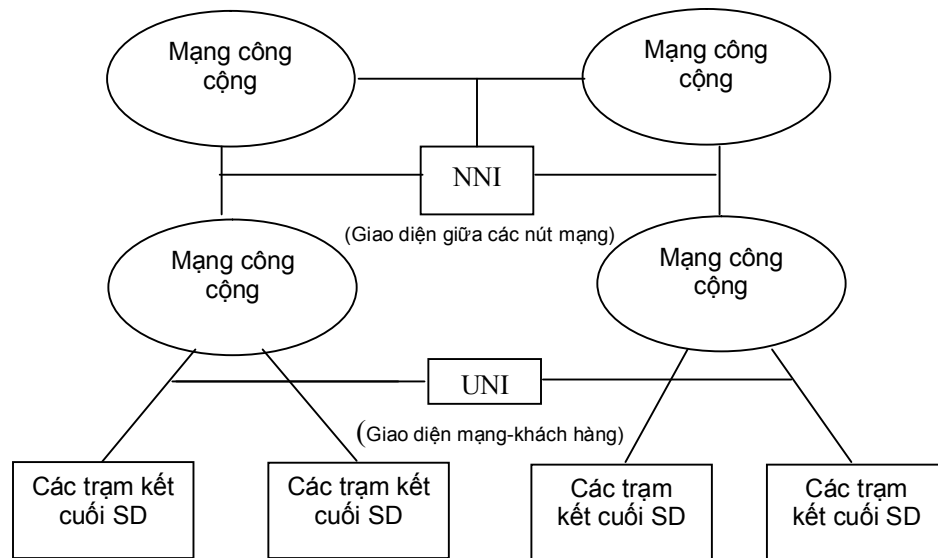 Mạng công
cộng
Mạng công
cộng
NNI
(Giao diện giữa các nút mạng)
Mạng công
cộng
Mạng công
cộng
UNI
(Giao diện mạng-khách hàng)
Các trạm kết
cuối SD
Các trạm kết
cuối SD
Các trạm
kết cuối SD
Các trạm
kết cuối SD